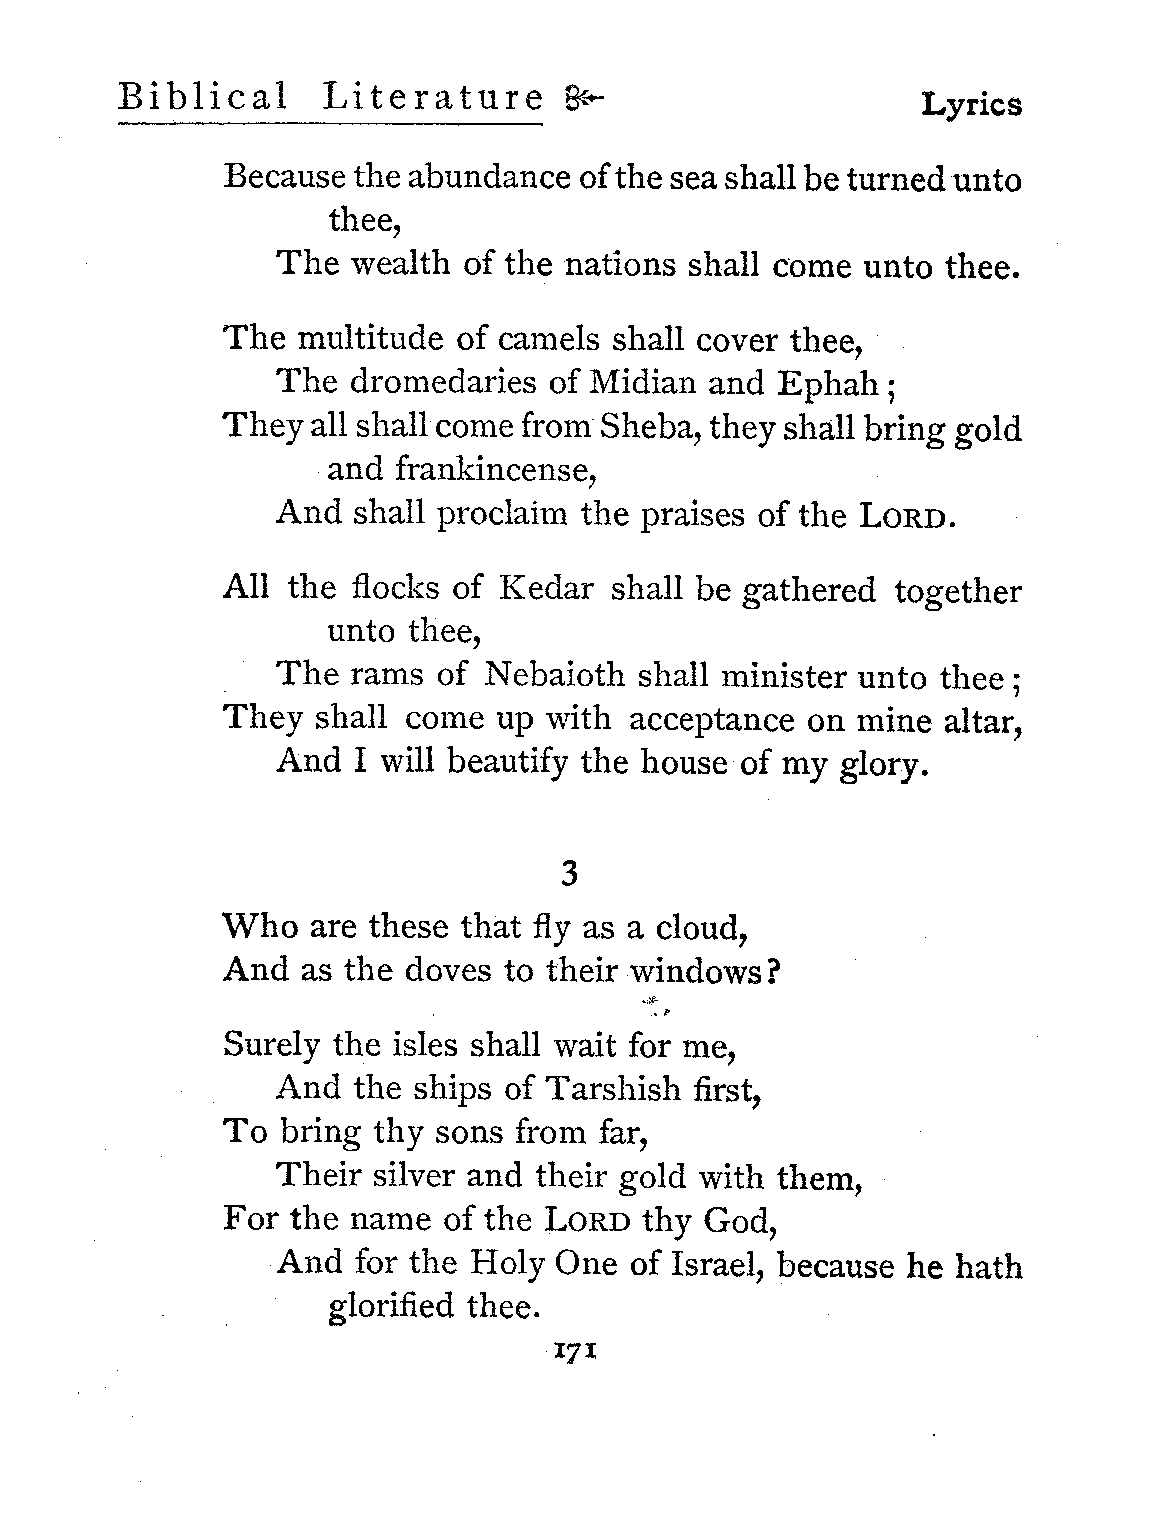 Biblical Literature Lyrics
Because the abundance of the sea shall be turned unto
thee,
The wealth of the nations shall come unto thee.
The multitude of camels shall cover thee,
The dromedaries of Midian and Ephah;
They all shall come from Sheba, they shall bring gold
and frankincense,
And shall proclaim the praises of the LORD.
All the flocks of Kedar shall be gathered together
unto thee,
The rams of Nebaioth shall minister unto thee;
They shall come up with acceptance on mine altar,
And I will beautify the house of my glory.
3
Who are these that fly as a cloud,
And as the doves to their windows?
Surely the isles shall wait for me,
And the ships of Tarshish first,
To bring thy sons from far,
Their silver and their gold with them,
For the name of the LORD thy God,
And for the Holy One of Israel, because he hath
glorified thee.
171